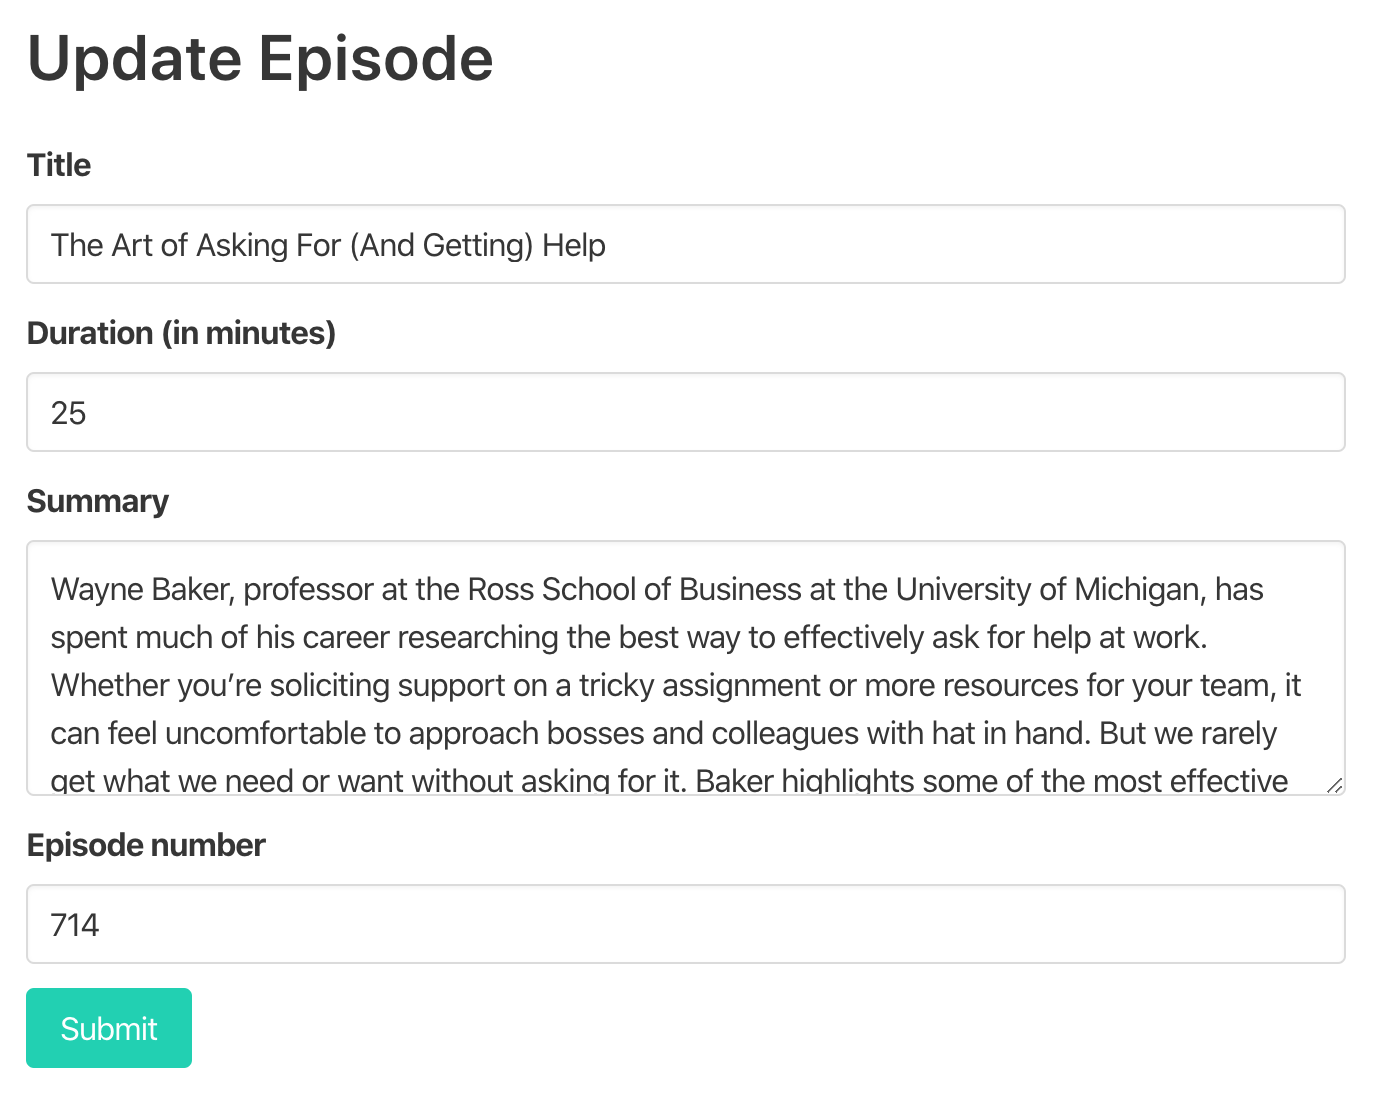 Update Episode
Title
The Art of Asking For (And Getting) Help
Duration (in minutes)
25
Summary
Wayne Baker, professor at the Ross School of Business at the University of Michigan, has
spent much of his career researching the best way to effectively ask for help at work.
Whether you’re soliciting support on a tricky assignment or more resources for your team, it
can feel uncomfortable to approach bosses and colleagues with hat in hand. But we rarely
get what we need or want without asking for it. Baker highlights some of the most effective
Episode number
714
Submit